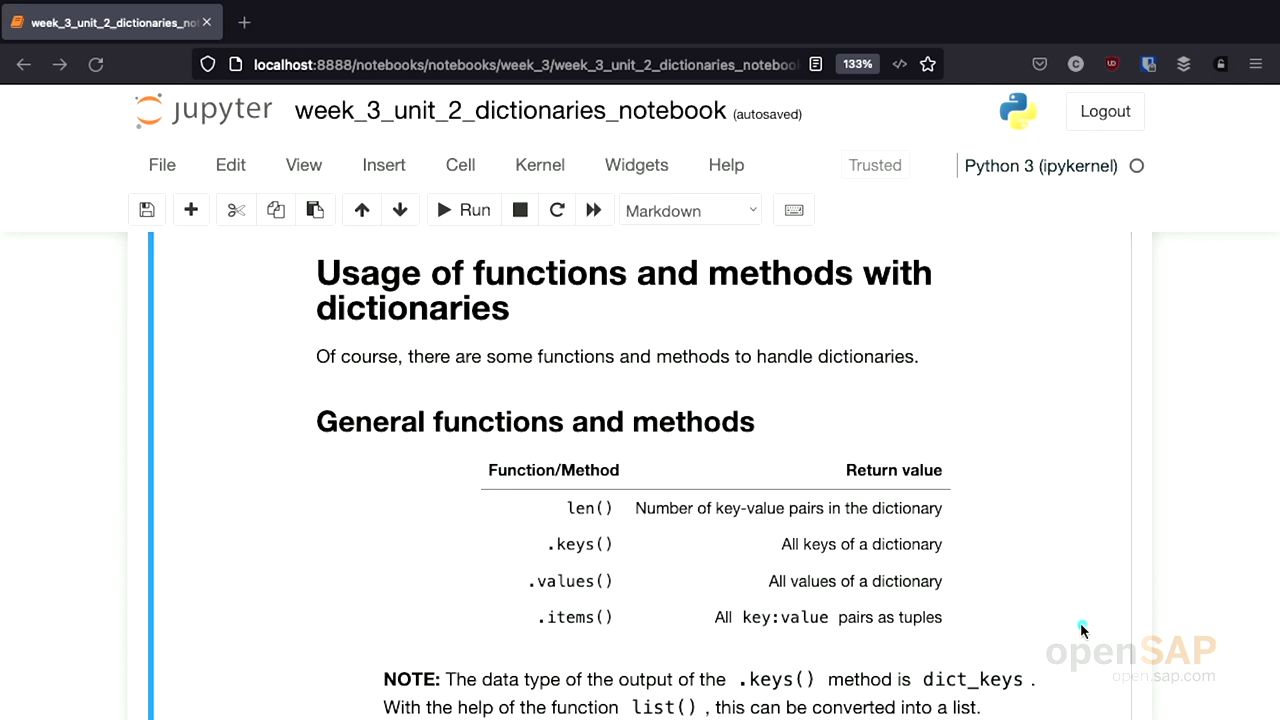 week_3_unit_2_dictionaries_no
localhost:8888/notebooks/notebooks/week_3/week_3_unit_2_dictionaries_noteboo
133%
jupyter week_3_unit_2_dictionaries_notebook (autosaved)
Logout
File Edit View Insert Cell Kernel Widgets Help Trusted Python 3 (ipykernel)
Run Markdown
Usage of functions and methods with
dictionaries
Of course, there are some functions and methods to handle dictionaries.
General functions and methods
Function/Method Return value
len() Number of key-value pairs in the dictionary
.keys() All keys of a dictionary
.values() All values of a dictionary
.items() All key:value pairs as tuples
openSAP
open.sap.com
NOTE: The data type of the output of the .keys() method is dict_keys .
With the help of the function list() , this can be converted into a list.